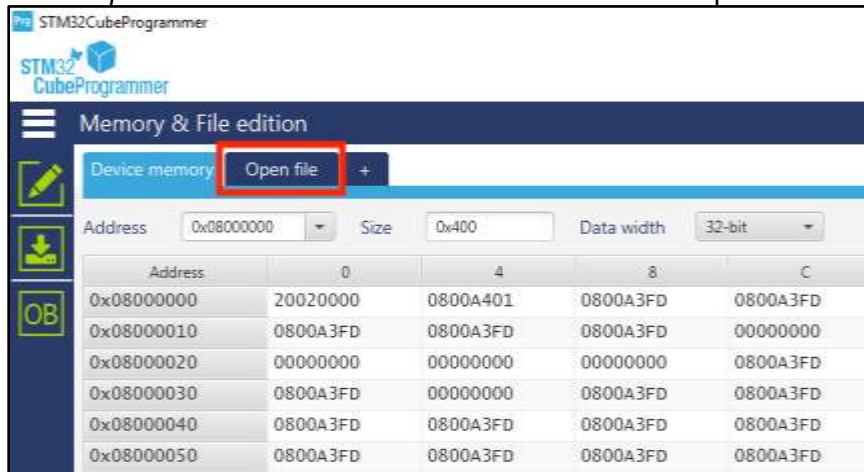 Pro STM32CubeProgrammer
STM32
CubeProgrammer
Memory & File edition
Device memory Open file +
Address 0x08000000 Size 0x400 Data width 32-bit
Address 0 4 8 C
0x08000000 20020000 0800A401 0800A3FD 0800A3FD
0x08000010 0800A3FD 0800A3FD 0800A3FD 00000000
0x08000020 00000000 00000000 00000000 0800A3FD
0x08000030 0800A3FD 00000000 0800A3FD 0800A3FD
0x08000040 0800A3FD 0800A3FD 0800A3FD 0800A3FD
OB
0x08000050 0800A3FD 0800A3FD 0800A3FD 0800A3FD